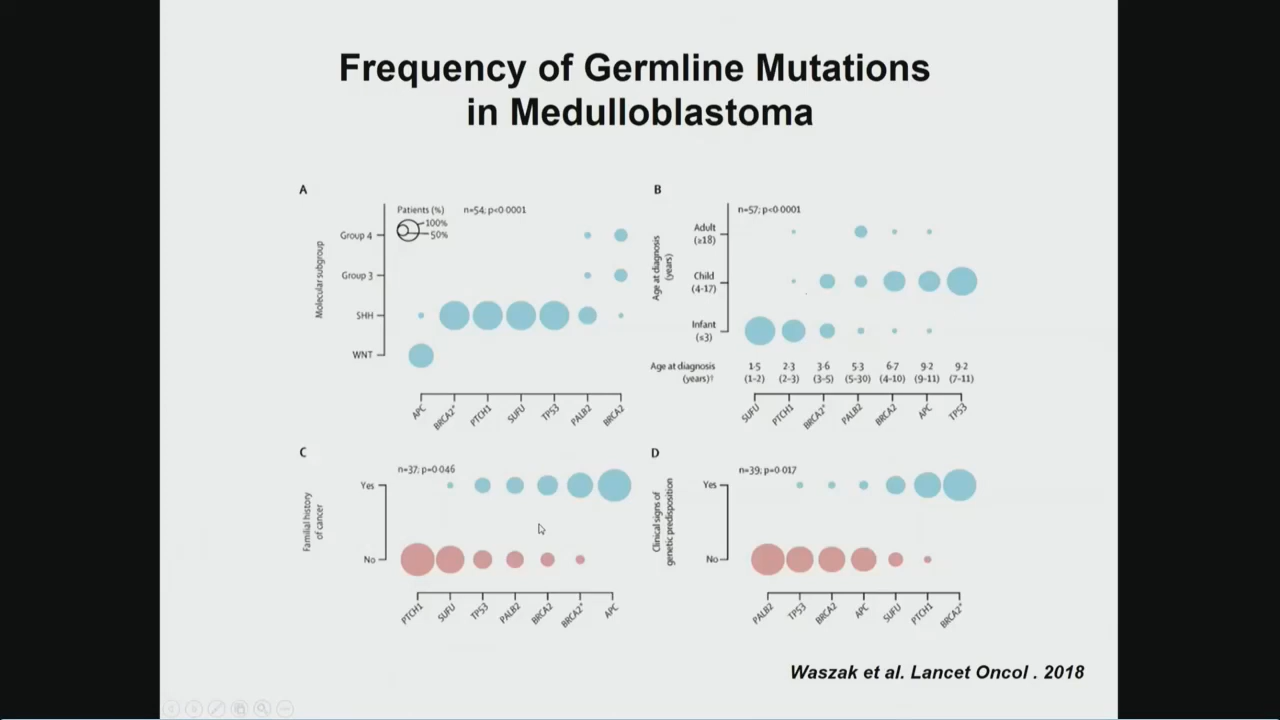 Frequency of Germline Mutations
in Medulloblastoma
A
Patients (%)
100%
50%
n=54; p<0·0001
Molecular subgroup
Group 4
Group 3
SHH
WNT
APC
BRCA2*
PTCH1
SUFU
TP53
PALB2
BRCA2
B
n=57; p<0·0001
Age at diagnosis
(years)
Adult
(≥18)
Child
(4-17)
Infant
(≤3)
Age at diagnosis
(years)†
1·5 2·3 3·6 5·3 6·7 9·2 9·2
(1–2) (2–3) (3–5) (5–30) (4–10) (9–11) (7–11)
SUFU
PTCH1
BRCA2*
PALB2
BRCA2
APC
TP53
C
n=37; p=0·046
Familial history
of cancer
Yes
No
PTCH1
SUFU
TP53
PALB2
BRCA2
BRCA2*
APC
D
n=39; p=0·017
Clinical signs of
genetic predisposition
Yes
No
PALB2
TP53
BRCA2
APC
SUFU
PTCH1
BRCA2*
Waszak et al. Lancet Oncol . 2018